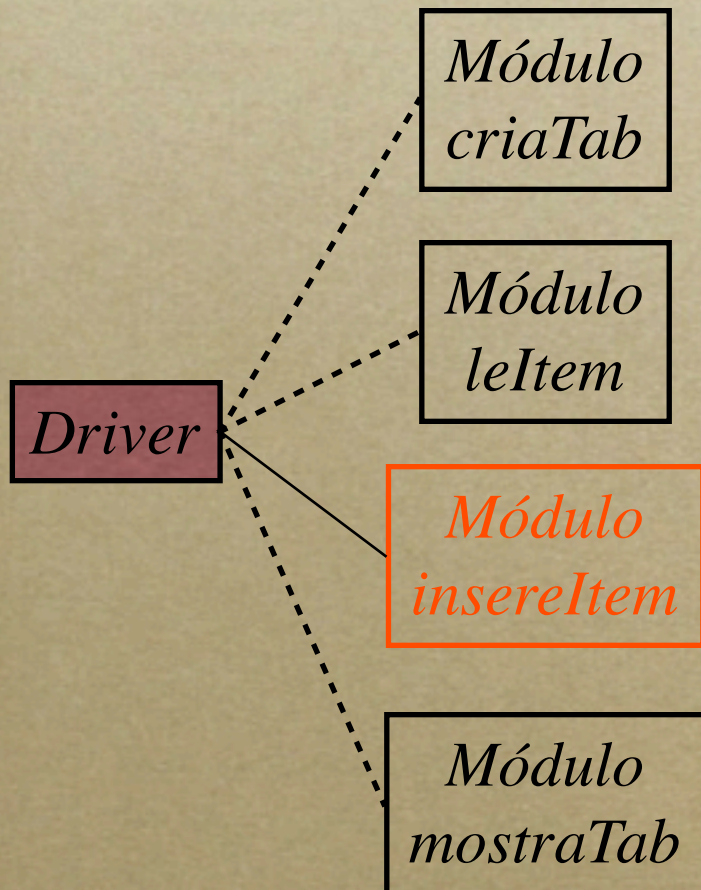 Módulo
criaTab
Módulo
leItem
Driver
Módulo
insereItem
Módulo
mostraTab